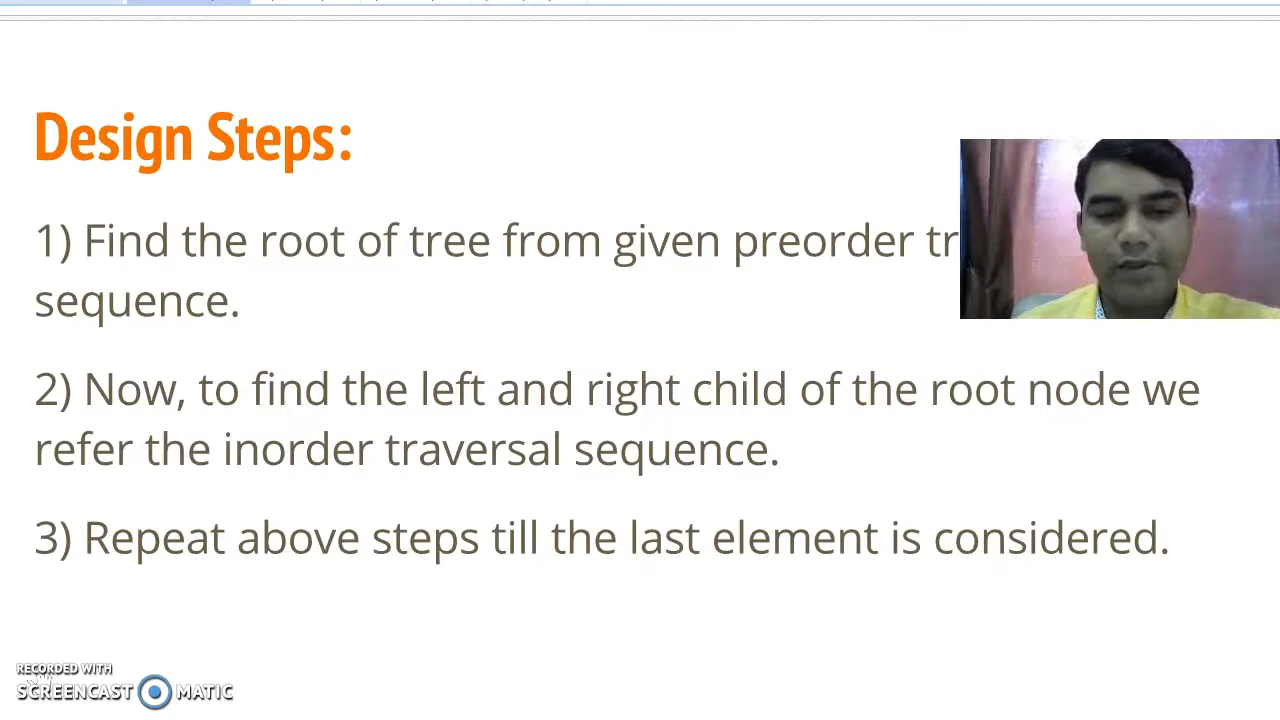 Design Steps:
1) Find the root of tree from given preorder
sequence.
2) Now, to find the left and right child of the root node we
refer the inorder traversal sequence.
3) Repeat above steps till the last element is considered.
RECORDED WITH
SCREENCAST MATIC